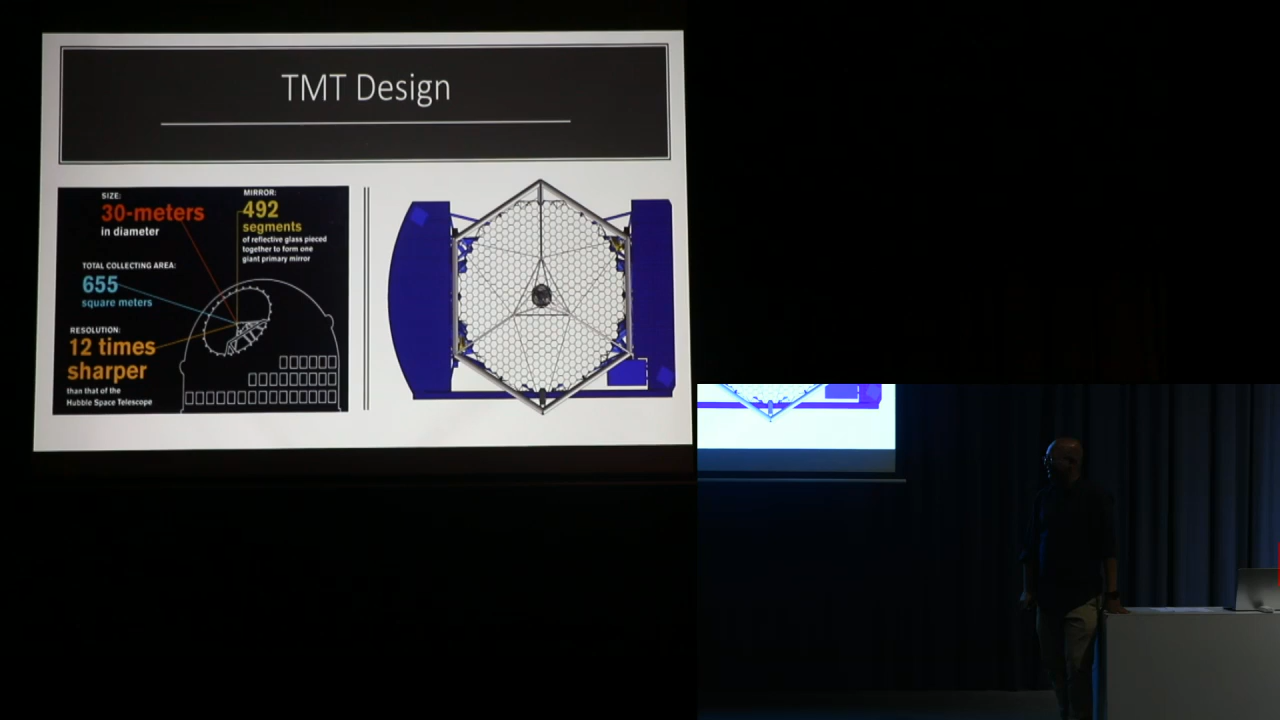 TMT Design
SIZE:
30-meters
in diameter
MIRROR:
492
segments
of reflective glass pieced
together to form one
giant primary mirror
TOTAL COLLECTING AREA:
655
square meters
RESOLUTION:
12 times
sharper
than that of the
Hubble Space Telescope